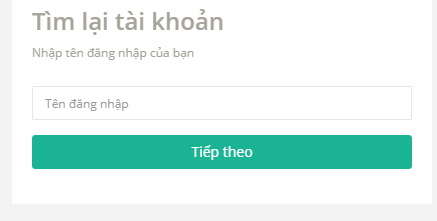 Tìm lại tài khoản
Nhập tên đăng nhập của bạn
Tên đăng nhập
Tiếp theo